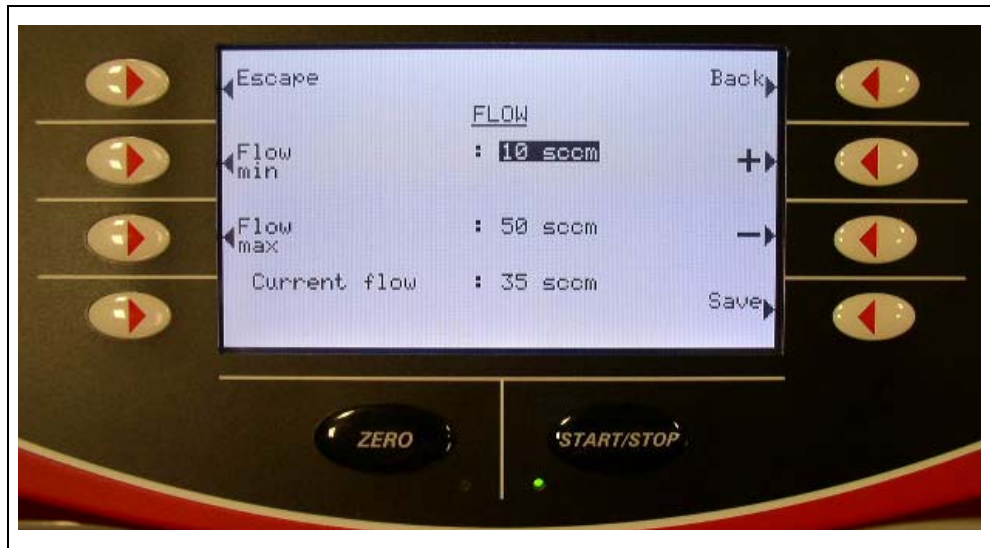 Escape Back
FLOW
Flow min : 10 sccm +
Flow max : 50 sccm -
Current flow : 35 sccm
Save
ZERO START/STOP